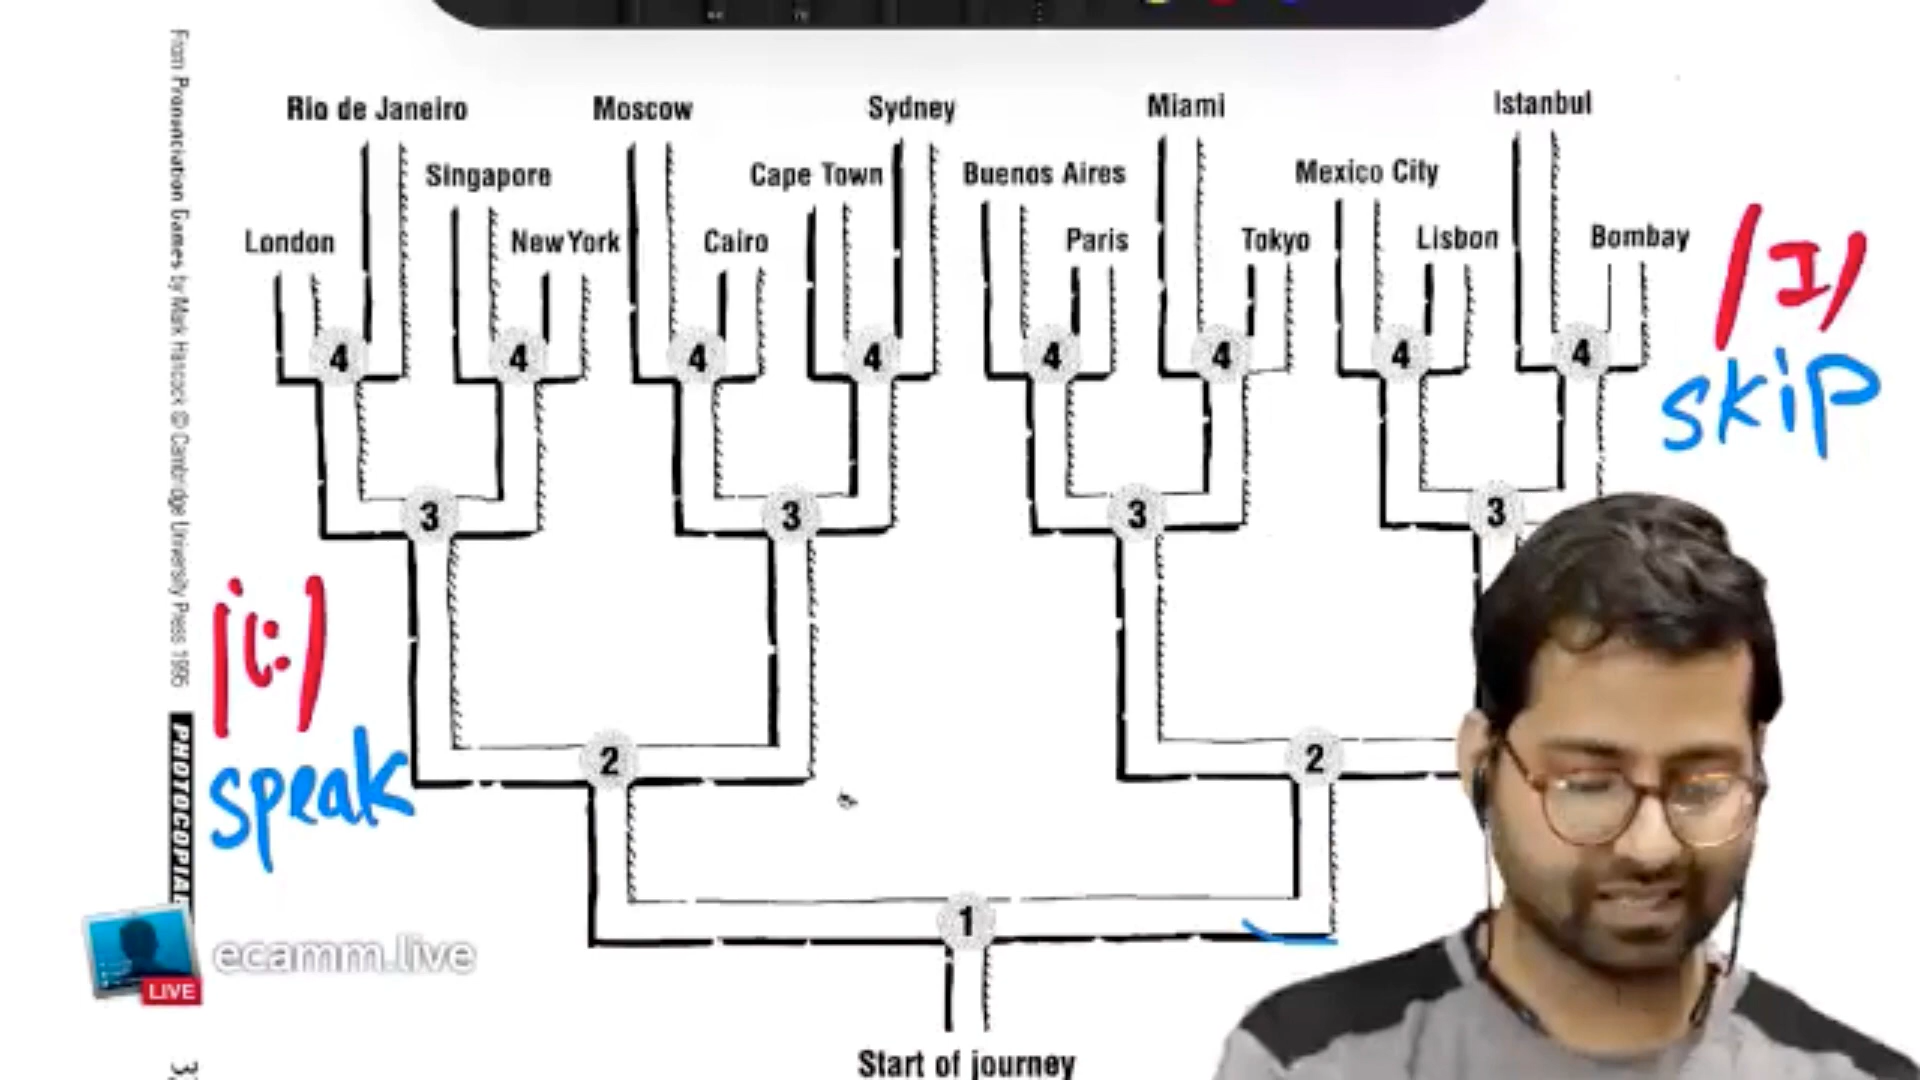 From Pronunciation Games by Mark Hancock © Cambridge University Press 1995
PHOTOCOPIAB
Rio de Janeiro
Moscow
Sydney
Miami
Istanbul
Singapore
Cape Town
Buenos Aires
Mexico City
London
New York
Cairo
Paris
Tokyo
Lisbon
Bombay
/I/
skip
4
4
4
4
4
4
4
4
3
3
3
3
/i:/
speak
2
2
1
Start of journey
ecamm.live
LIVE